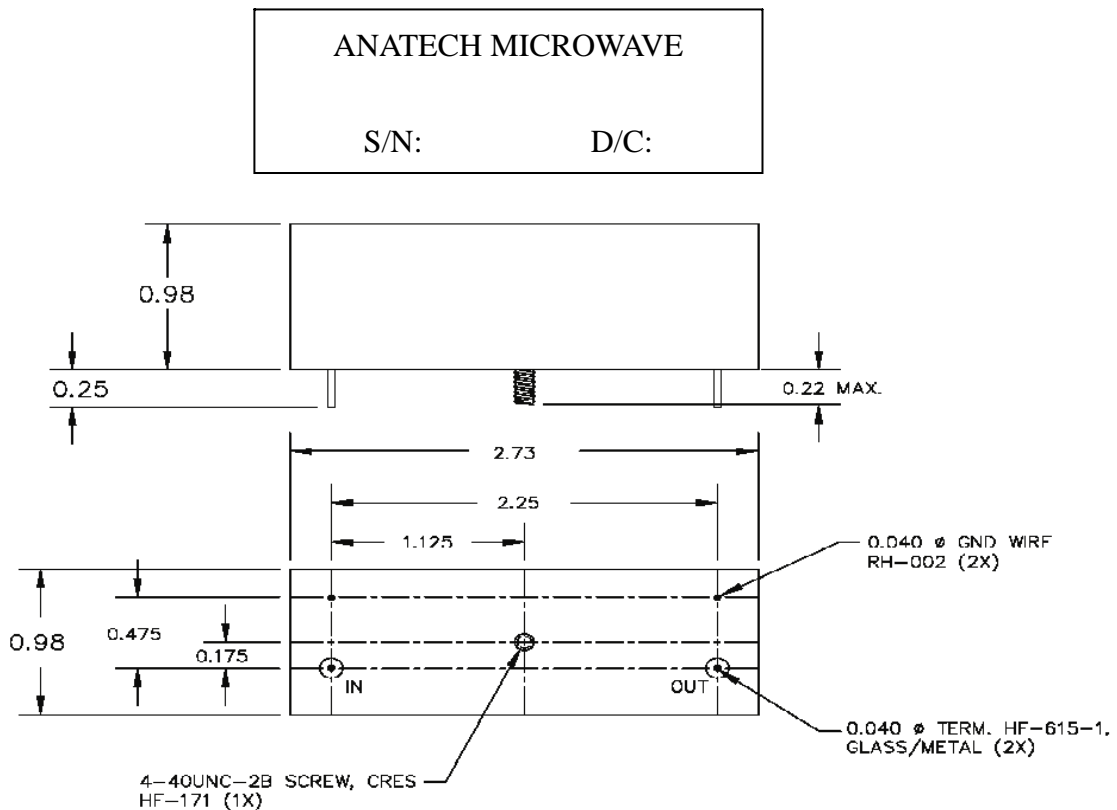 ANATECH MICROWAVE
S/N: D/C:
0.98
0.25
0.22 MAX.
2.73
2.25
1.125
0.040 ø GND WIRF
RH-002 (2X)
0.98
0.475
0.175
IN
OUT
0.040 ø TERM. HF-615-1,
GLASS/METAL (2X)
4-40UNC-2B SCREW, CRES
HF-171 (1X)